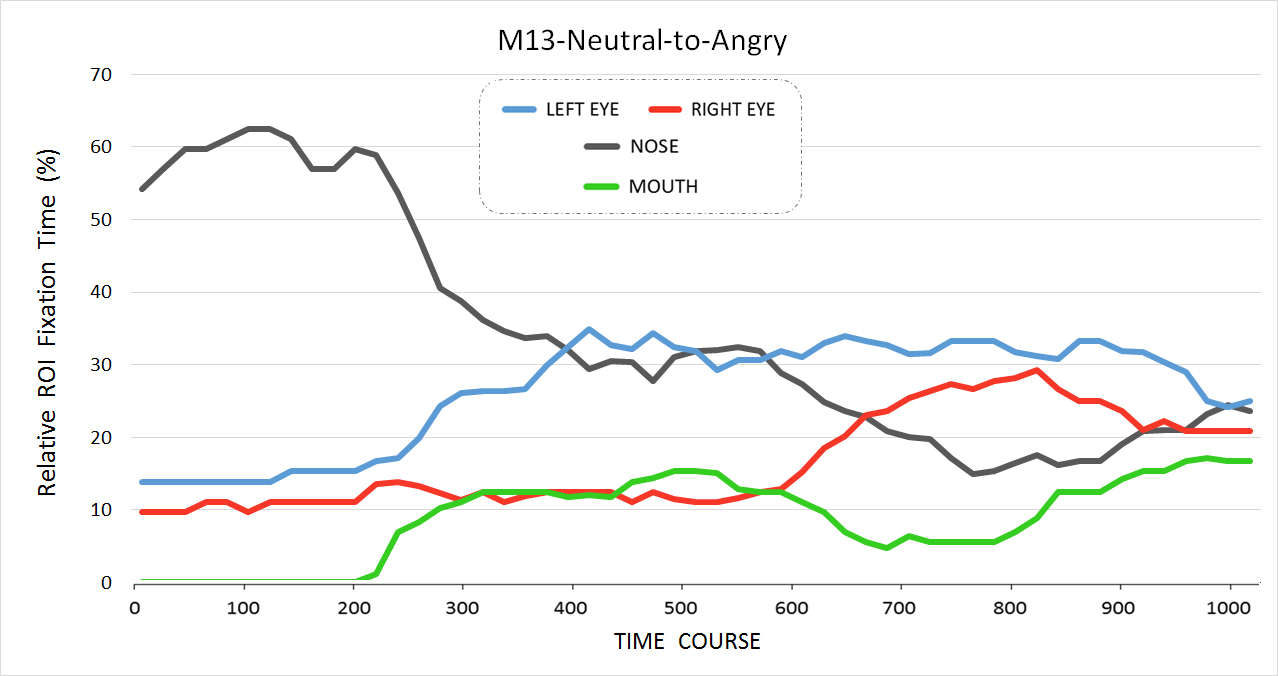 M13-Neutral-to-Angry
70
60
50
40
30
20
10
0
Relative ROI Fixation Time (%)
LEFT EYE RIGHT EYE
NOSE
MOUTH
0 100 200 300 400 500 600 700 800 900 1000
TIME COURSE